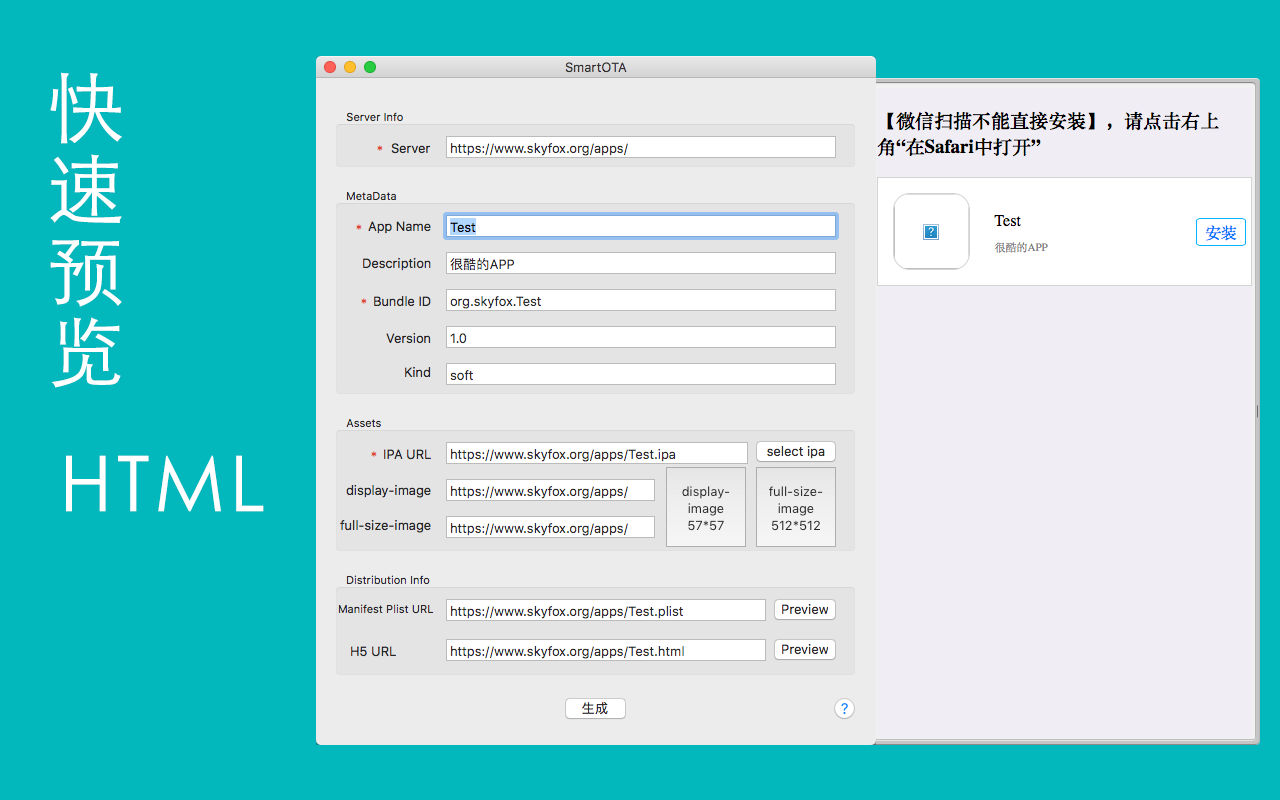 快速预览
HTML
SmartOTA
Server Info
* Server https://www.skyfox.org/apps/
MetaData
* App Name Test
Description 很酷的APP
* Bundle ID org.skyfox.Test
Version 1.0
Kind soft
Assets
* IPA URL https://www.skyfox.org/apps/Test.ipa select ipa
display-image https://www.skyfox.org/apps/
full-size-image https://www.skyfox.org/apps/
display-
image
57*57
full-size-
image
512*512
Distribution Info
Manifest Plist URL https://www.skyfox.org/apps/Test.plist Preview
H5 URL https://www.skyfox.org/apps/Test.html Preview
生成 ?
【微信扫描不能直接安装】，请点击右上
角“在Safari中打开”
?
Test
很酷的APP
安装